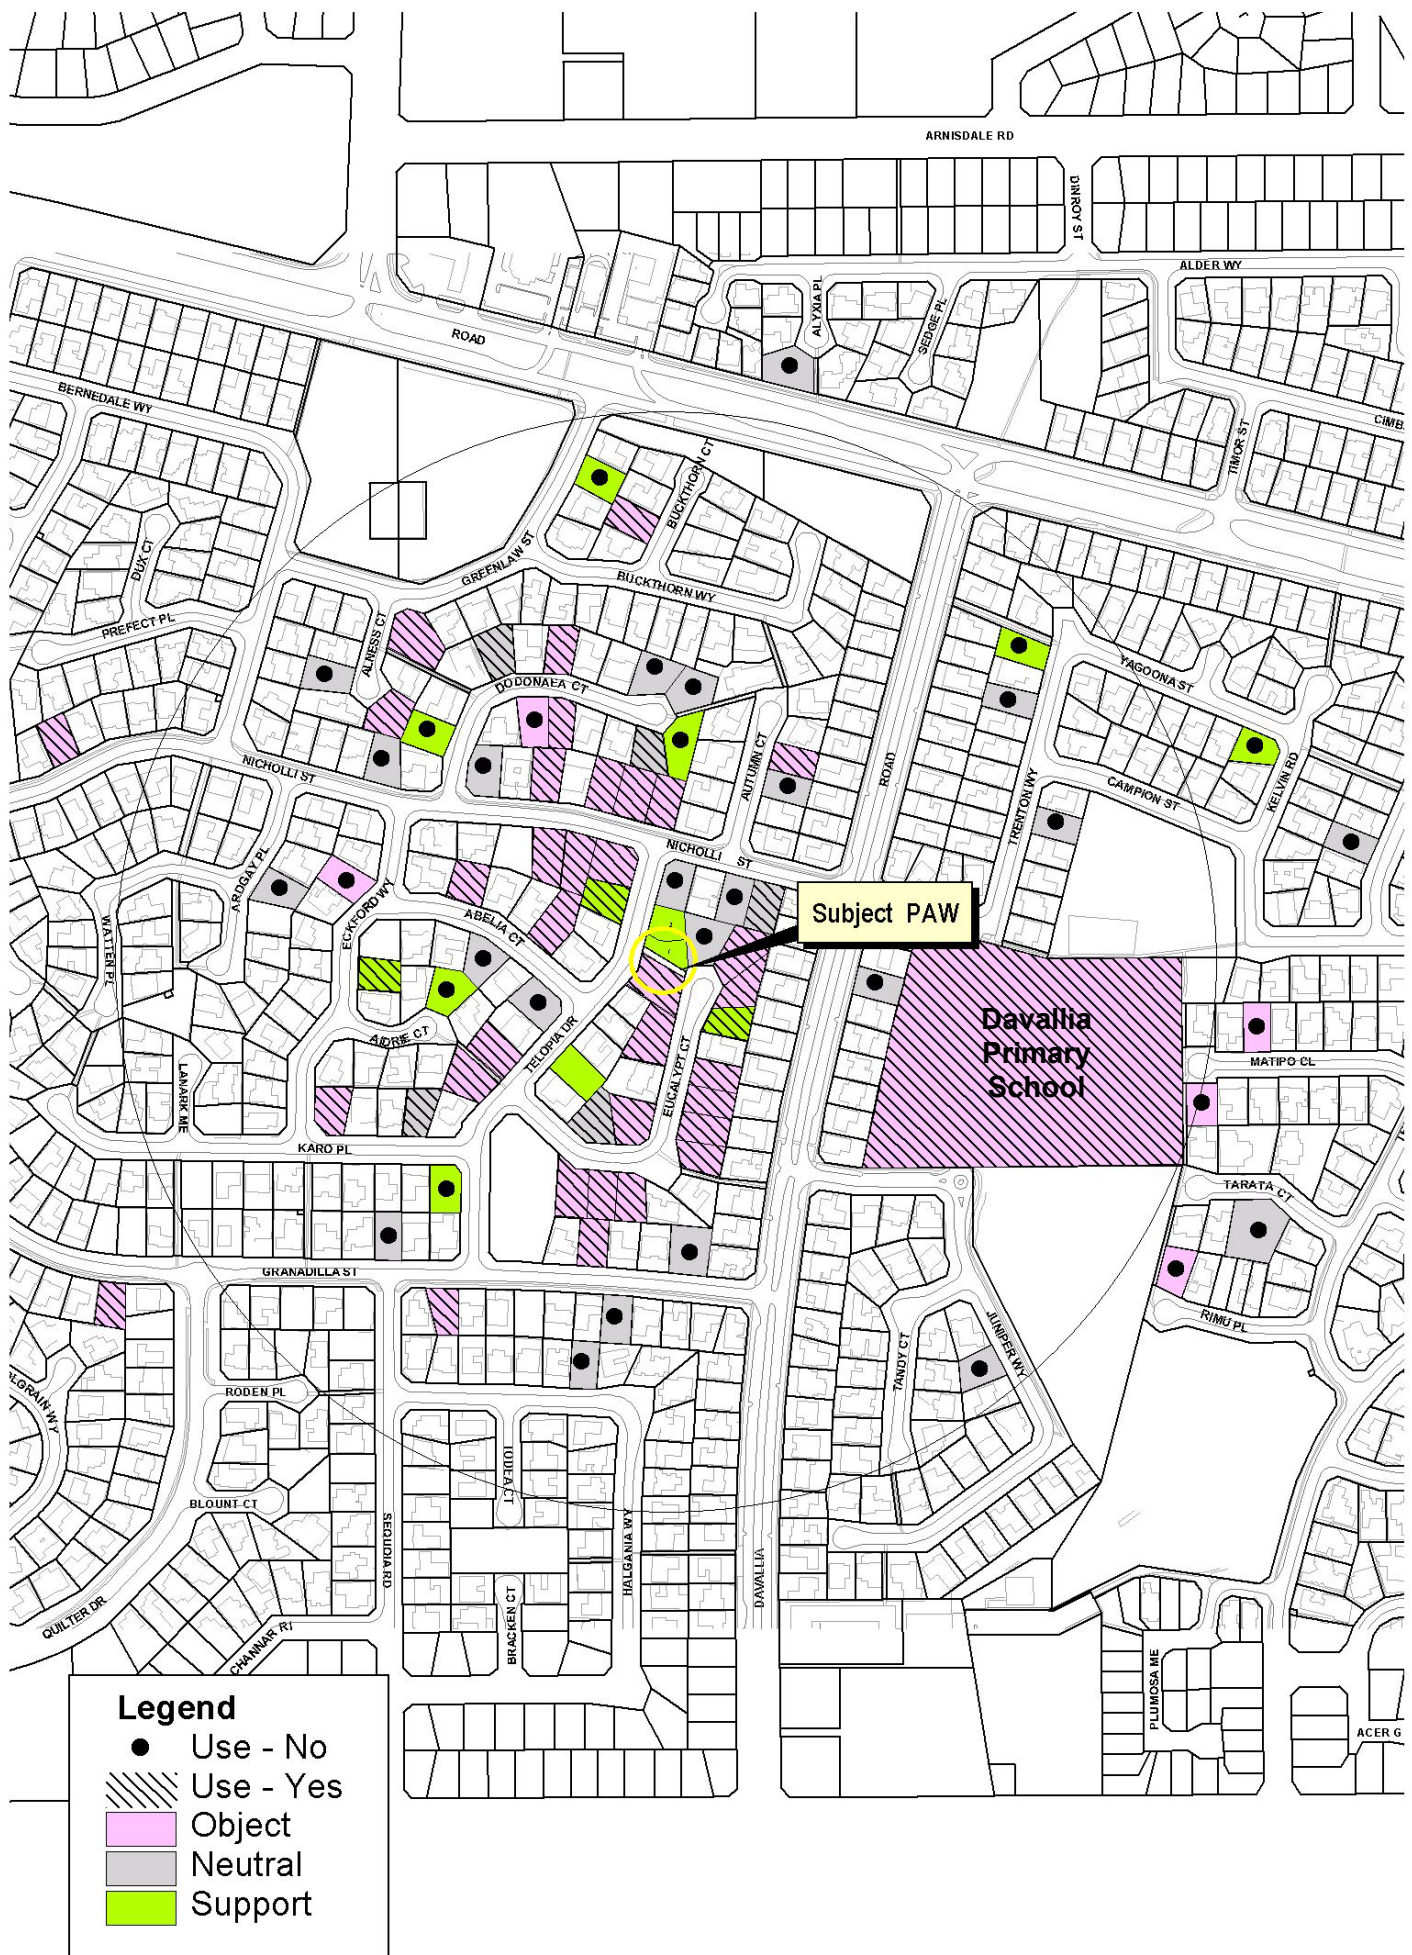 ARNISDALE RD
DINROY ST
ALDER WY
ALYXIA PL
SEDGE PL
ROAD
BERNEDALE WY
CIMB
TIMOR ST
BUCKTHORN CT
DUX CT
GREENLAW ST
BUCKTHORN WY
PREFECT PL
ALNESS CT
YAGOONA ST
DODONAEA CT
AUTUMN CT
ROAD
NICHOLLI ST
KELVIN RD
CAMPION ST
TRENTON WY
NICHOLLI ST
ARDGAY PL
ECKFORD WY
ABELIA CT
Subject PAW
WATTEN PL
Davallia
Primary
School
AIDRIE CT
TELOPIA DR
EUCALYPT CT
MATIPO CL
LANARK ME
KARO PL
TARATA CT
GRANADILLA ST
JUNIPER WY
RIMU PL
TANDY CT
RODEN PL
LGRAIN WY
IODEA CT
BLOUNT CT
SEQUOIA RD
HALGANIA WY
DAVALLIA
BRACKEN CT
QUILTER DR
CHANNAR R
PLUMOSA ME
ACER G
Legend
Use - No
Use - Yes
Object
Neutral
Support